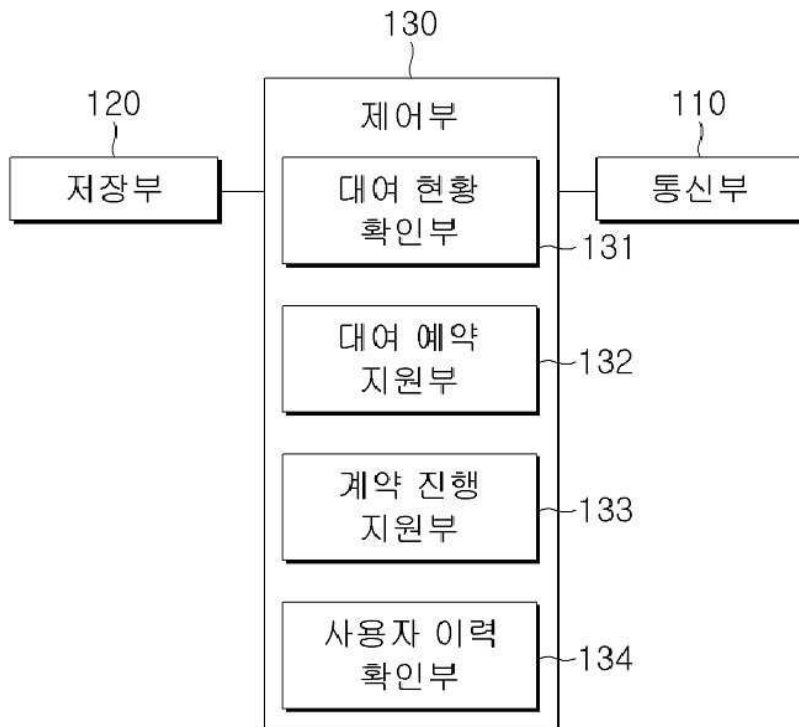 130
120
제어부
110
저장부
대여 현황
확인부
통신부
131
대여 예약
지원부
132
계약 진행
지원부
133
사용자 이력
확인부
134